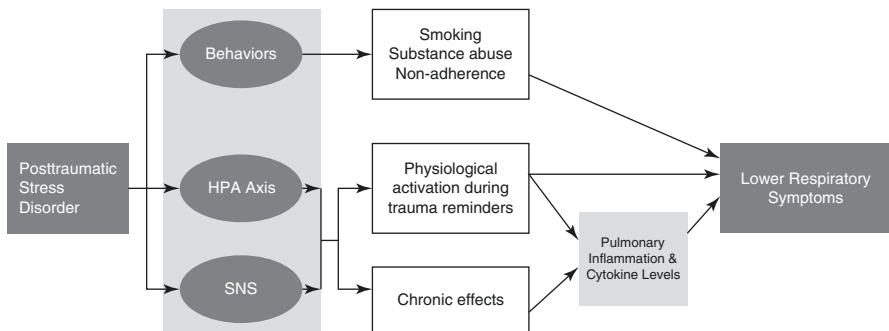 Posttraumatic
Stress
Disorder
Behaviors
HPA Axis
SNS
Smoking
Substance abuse
Non-adherence
Physiological
activation during
trauma reminders
Chronic effects
Pulmonary
Inflammation &
Cytokine Levels
Lower Respiratory
Symptoms